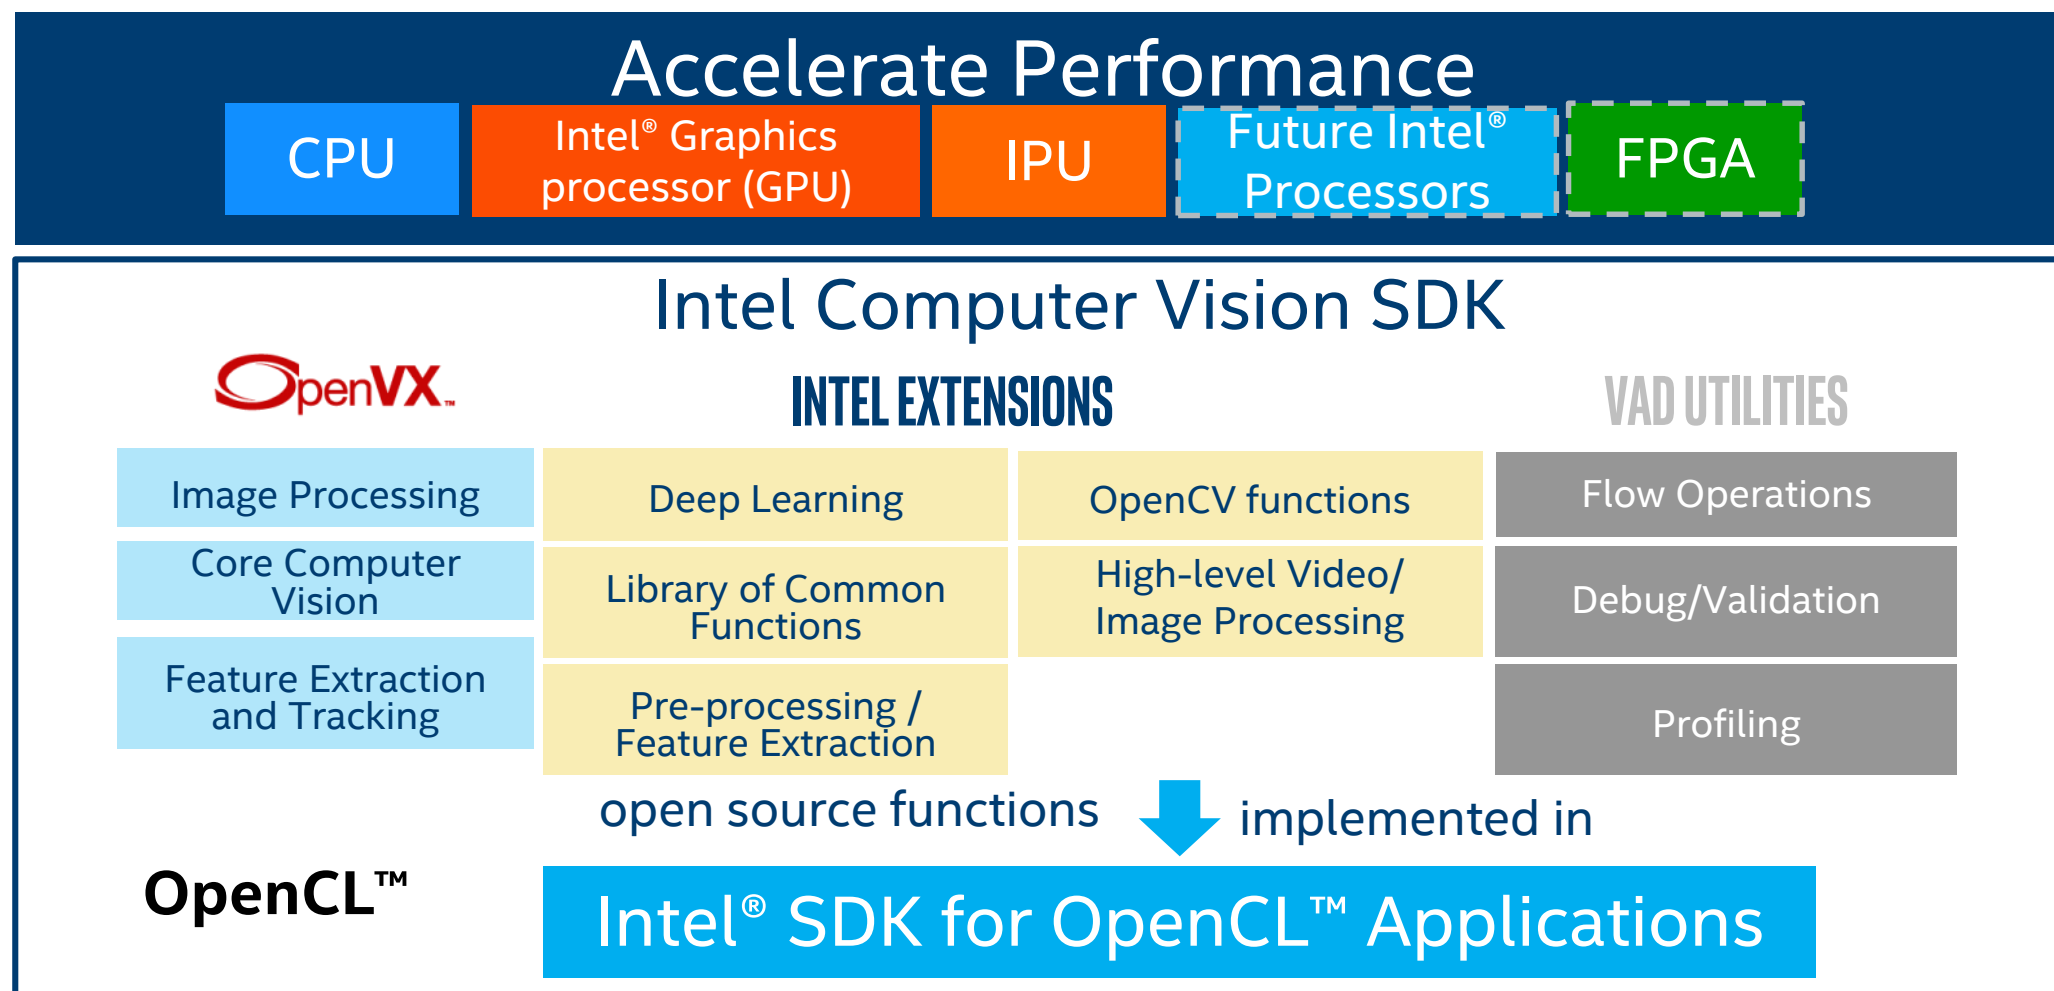 Accelerate Performance
CPU
Intel® Graphics
processor (GPU)
IPU
Future Intel®
Processors
FPGA
Intel Computer Vision SDK
OpenVX™
INTEL EXTENSIONS
VAD UTILITIES
Image Processing
Core Computer
Vision
Feature Extraction
and Tracking
Deep Learning
Library of Common
Functions
Pre-processing /
Feature Extraction
OpenCV functions
High-level Video/
Image Processing
Flow Operations
Debug/Validation
Profiling
open source functions
implemented in
OpenCL™
Intel® SDK for OpenCL™ Applications